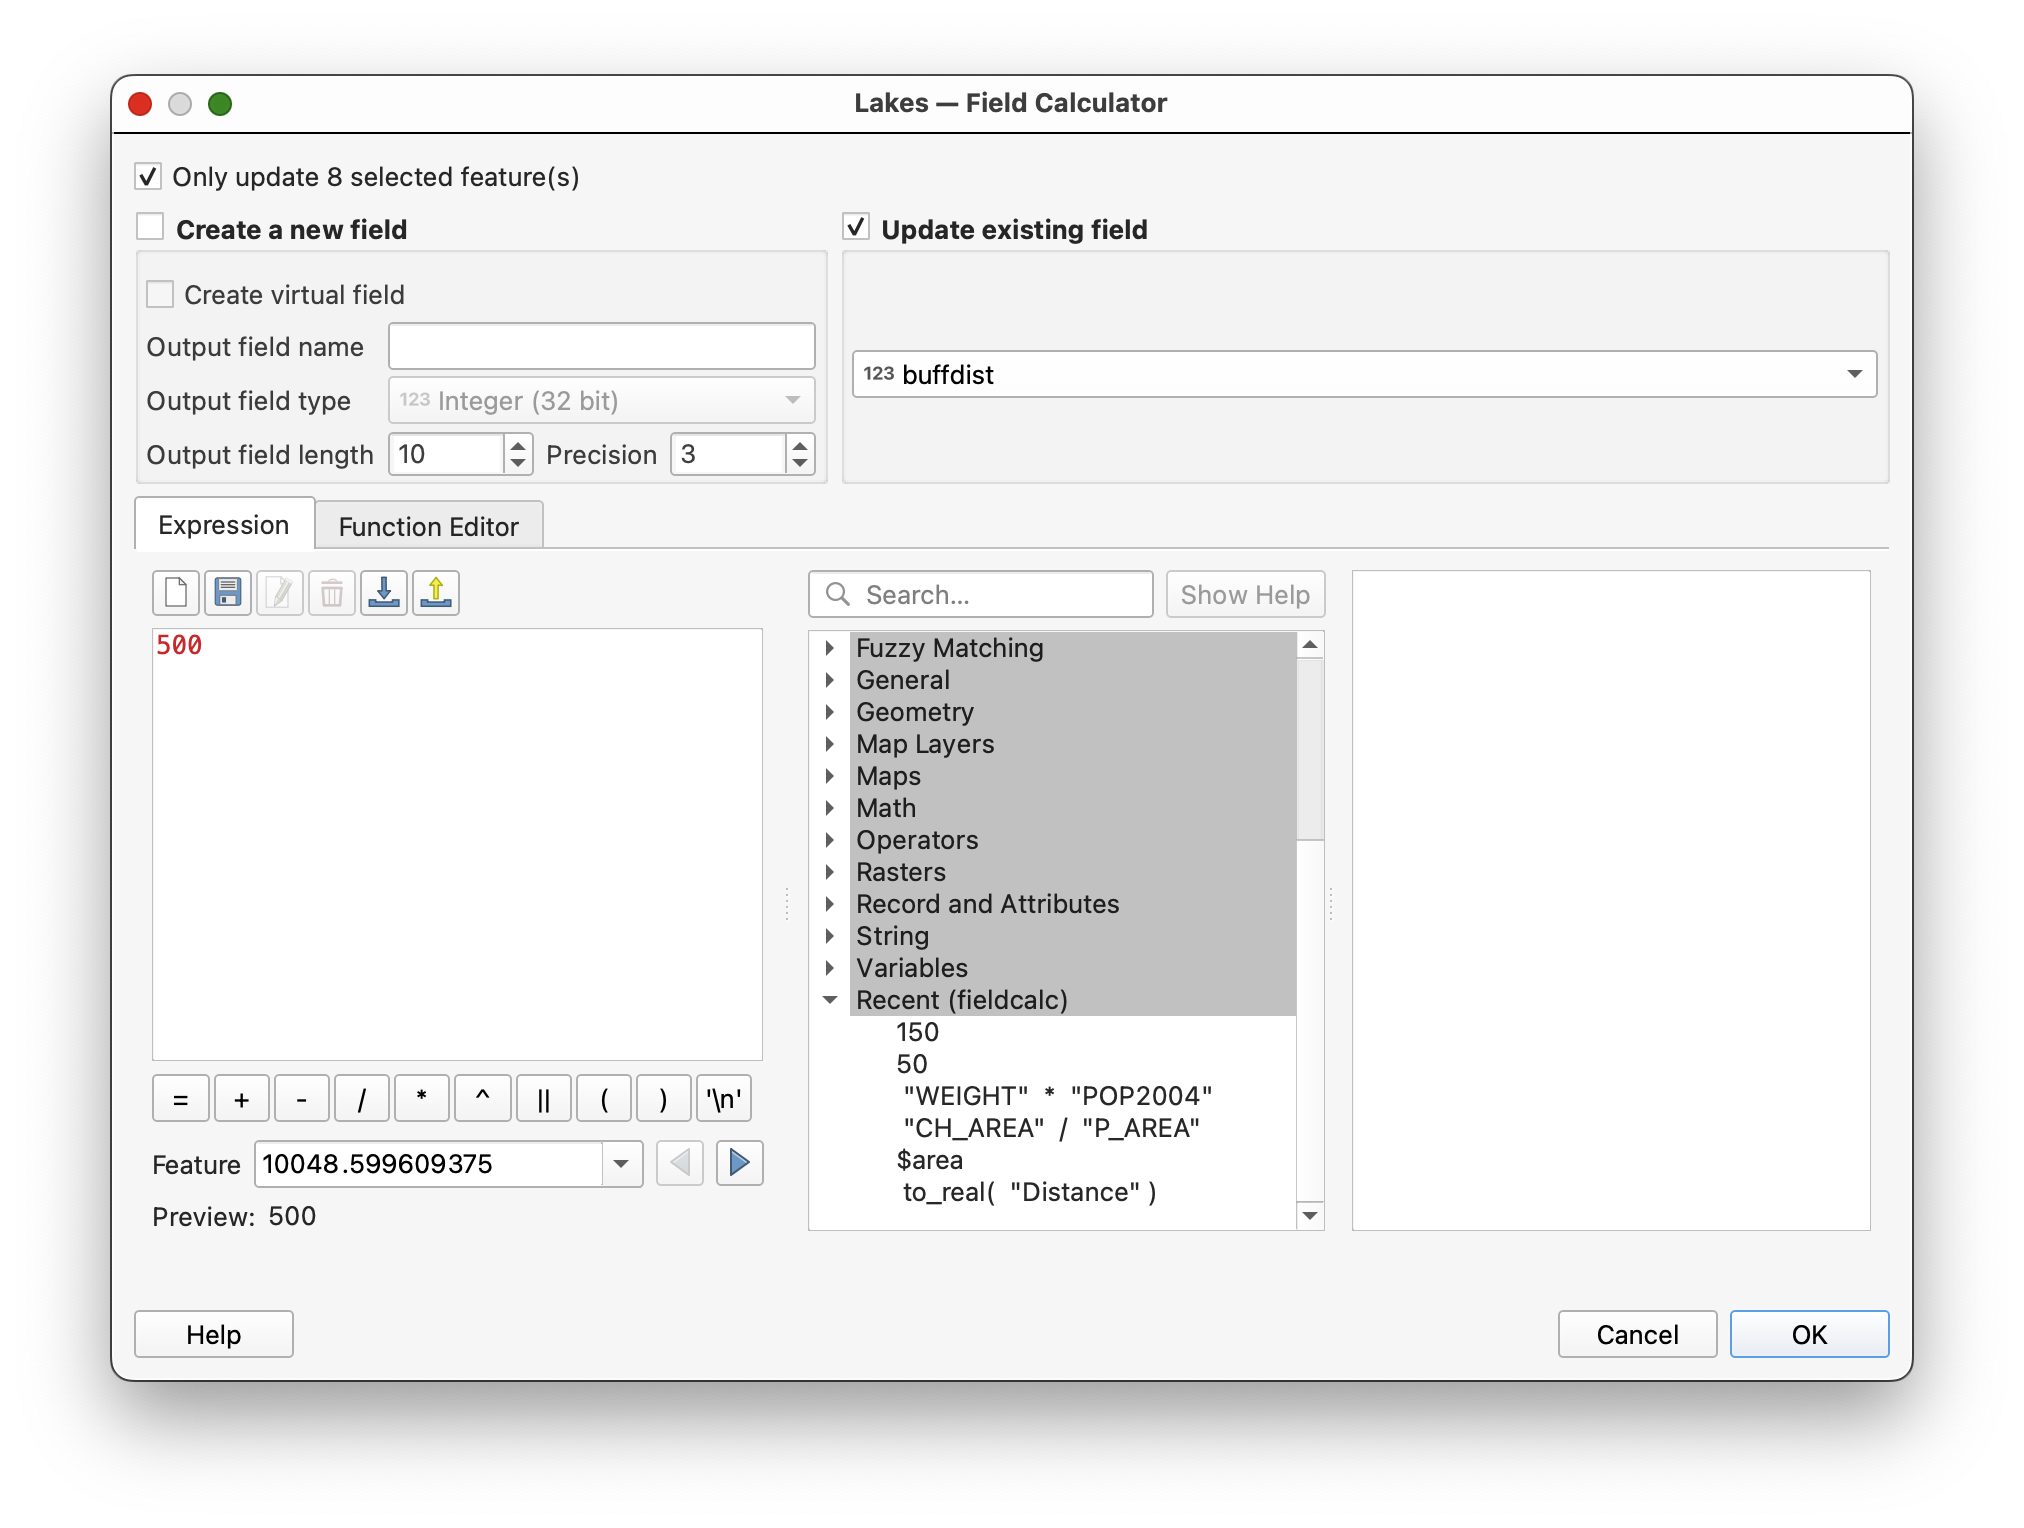 Lakes — Field Calculator
Only update 8 selected feature(s)
Create a new field
Update existing field
Create virtual field
Output field name
123 buffdist
Output field type 123 Integer (32 bit)
Output field length 10 Precision 3
Expression Function Editor
Search... Show Help
500
Fuzzy Matching
General
Geometry
Map Layers
Maps
Math
Operators
Rasters
Record and Attributes
String
Variables
Recent (fieldcalc)
150
50
"WEIGHT" * "POP2004"
"CH_AREA" / "P_AREA"
$area
to_real( "Distance" )
= + - / * ^ || ( ) '\n'
Feature 10048.599609375
Preview: 500
Help Cancel OK